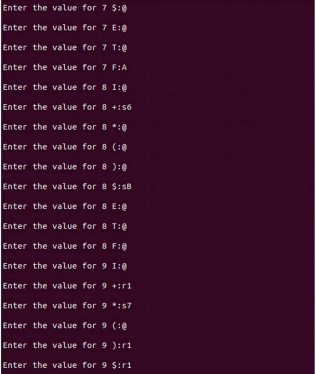 Enter the value for 7 $:@
Enter the value for 7 E:@
Enter the value for 7 T:@
Enter the value for 7 F:A
Enter the value for 8 I:@
Enter the value for 8 +:s6
Enter the value for 8 *:@
Enter the value for 8 (:@
Enter the value for 8 ):@
Enter the value for 8 $:sB
Enter the value for 8 E:@
Enter the value for 8 T:@
Enter the value for 8 F:@
Enter the value for 9 I:@
Enter the value for 9 +:r1
Enter the value for 9 *:s7
Enter the value for 9 (:@
Enter the value for 9 ):r1
Enter the value for 9 $:r1